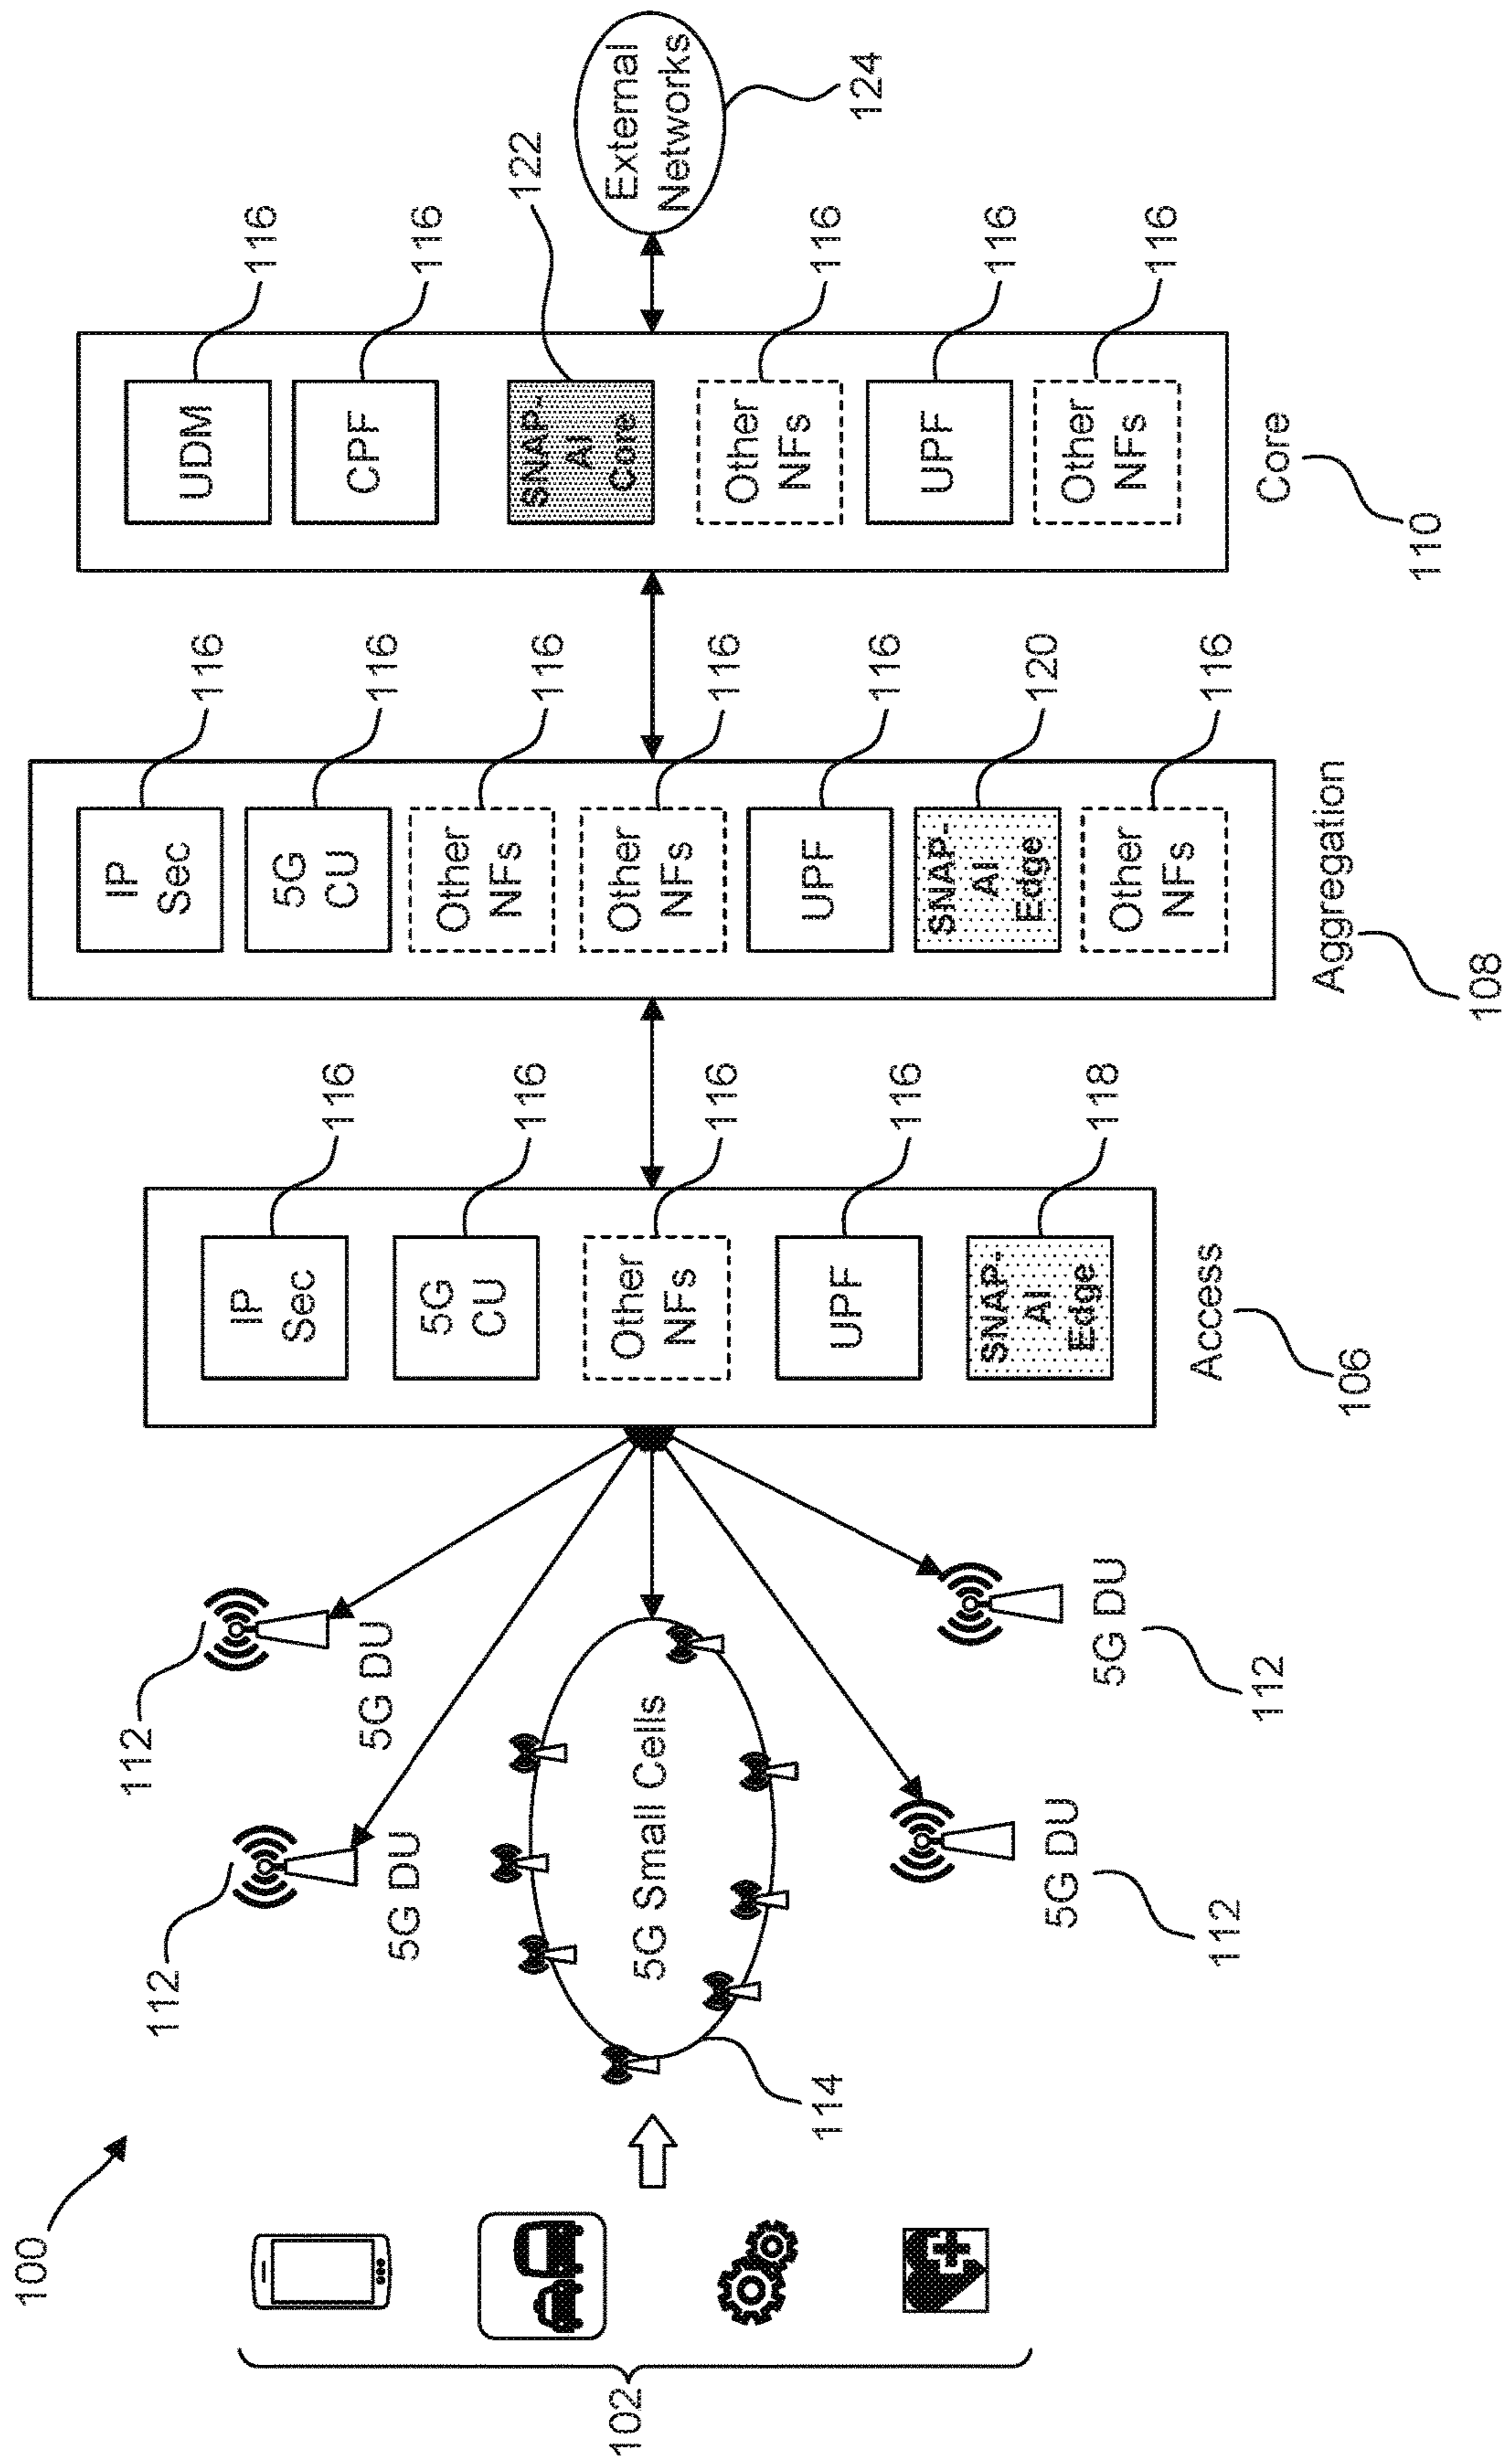 100
102
112
5G DU
112
5G DU
5G Small Cells
114
5G DU
112
5G DU
112
IP
Sec
116
5G
CU
116
Other
NFs
116
UPF
116
SNAP-
AI
Edge
118
Access
106
IP
Sec
116
5G
CU
116
Other
NFs
116
Other
NFs
116
UPF
116
SNAP-
AI
Edge
120
Other
NFs
116
Aggregation
108
UDM
116
CPF
116
SNAP-
AI
Core
122
Other
NFs
116
UPF
116
Other
NFs
116
Core
110
External
Networks
124